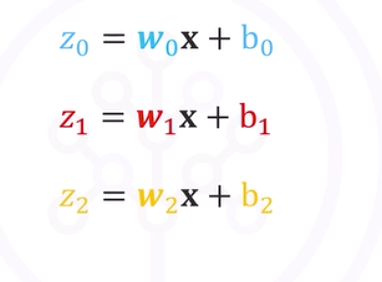 z₀ = w₀x + b₀
z₁ = w₁x + b₁
z₂ = w₂x + b₂